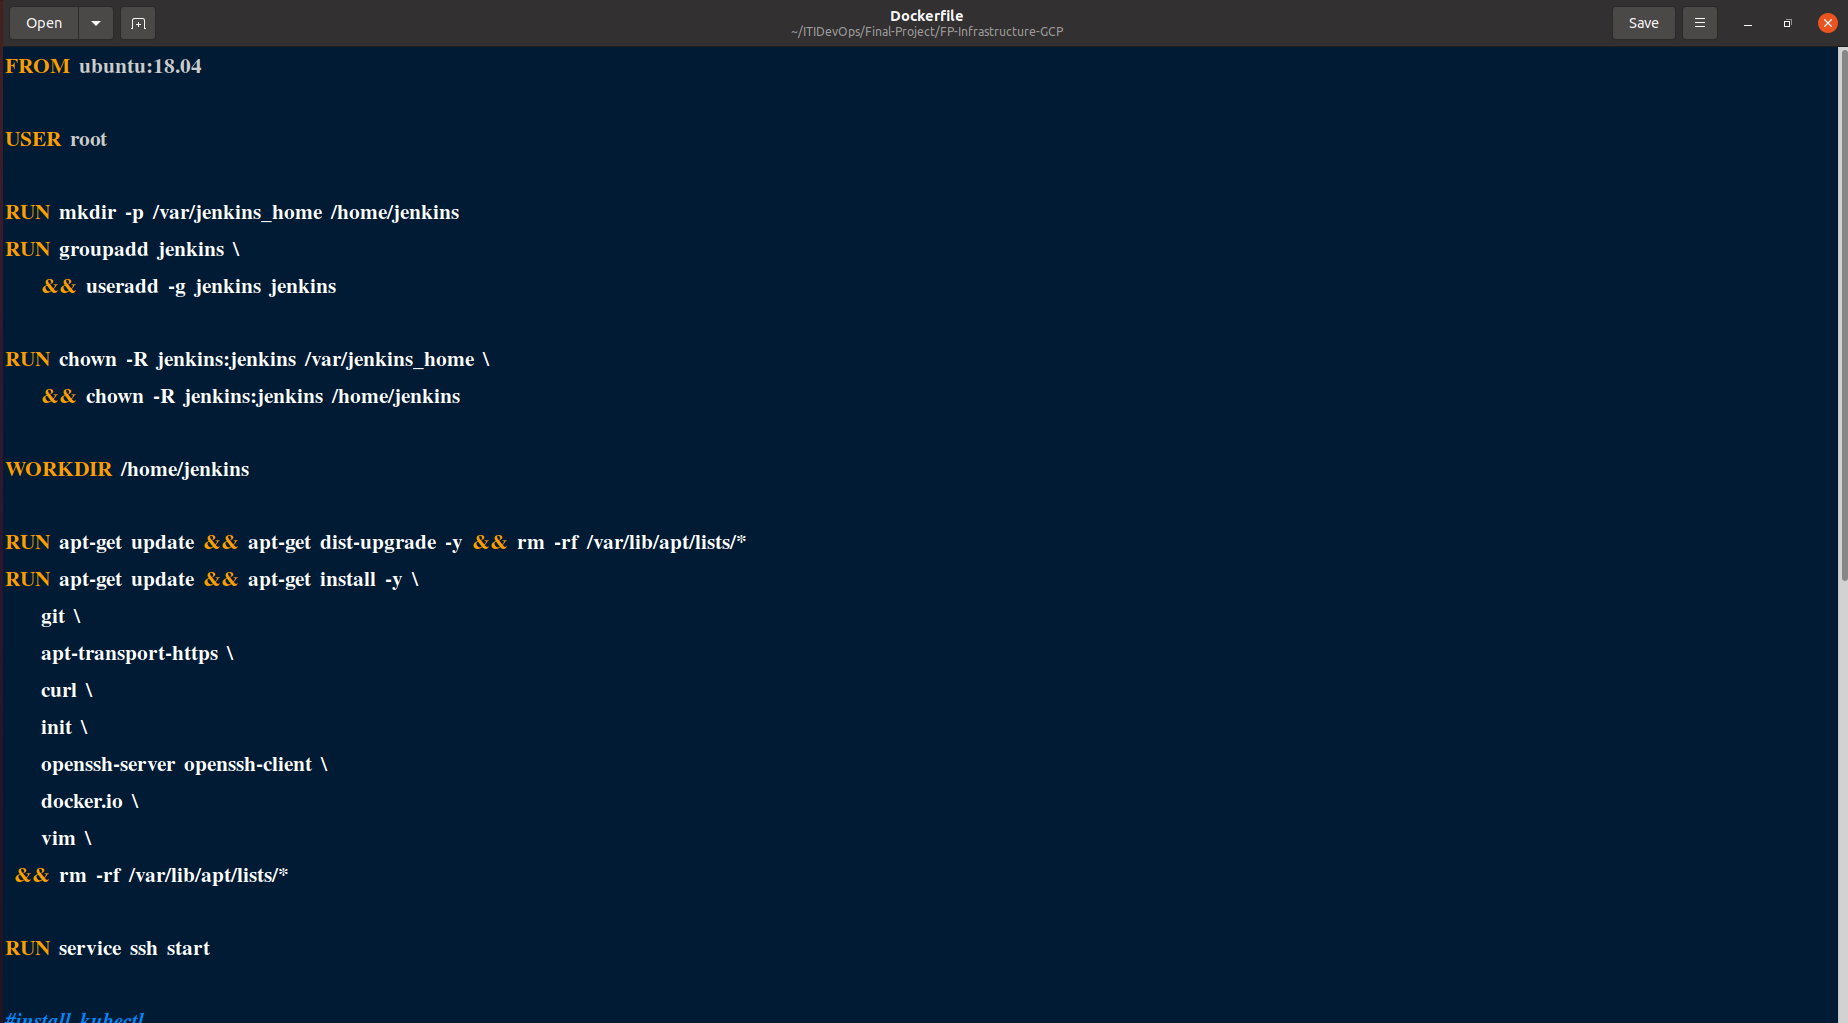 Open
Dockerfile
~/ITIDevOps/Final-Project/FP-Infrastructure-GCP
Save
FROM ubuntu:18.04
USER root
RUN mkdir -p /var/jenkins_home /home/jenkins
RUN groupadd jenkins \
&& useradd -g jenkins jenkins
RUN chown -R jenkins:jenkins /var/jenkins_home \
&& chown -R jenkins:jenkins /home/jenkins
WORKDIR /home/jenkins
RUN apt-get update && apt-get dist-upgrade -y && rm -rf /var/lib/apt/lists/*
RUN apt-get update && apt-get install -y \
git \
apt-transport-https \
curl \
init \
openssh-server openssh-client \
docker.io \
vim \
&& rm -rf /var/lib/apt/lists/*
RUN service ssh start
#install kubectl